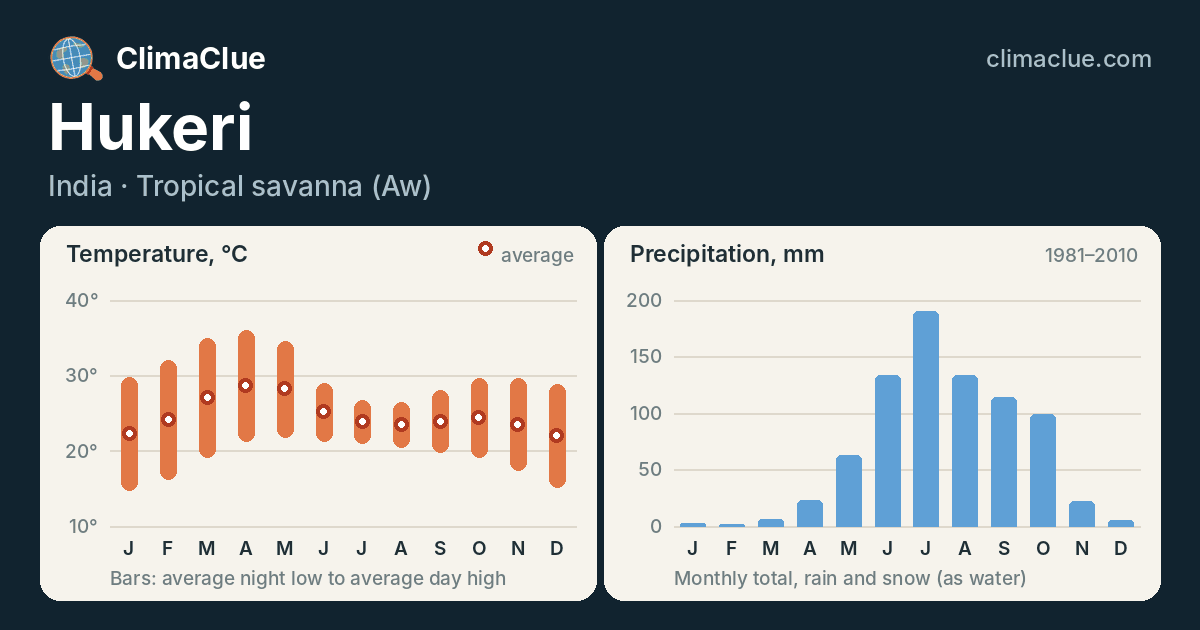 ClimaClue
climaclue.com
Hukeri
India · Tropical savanna (Aw)
Temperature, °C
average
40°
30°
20°
10°
J F M A M J J A S O N D
Bars: average night low to average day high
Precipitation, mm
1981–2010
200
150
100
50
0
J F M A M J J A S O N D
Monthly total, rain and snow (as water)